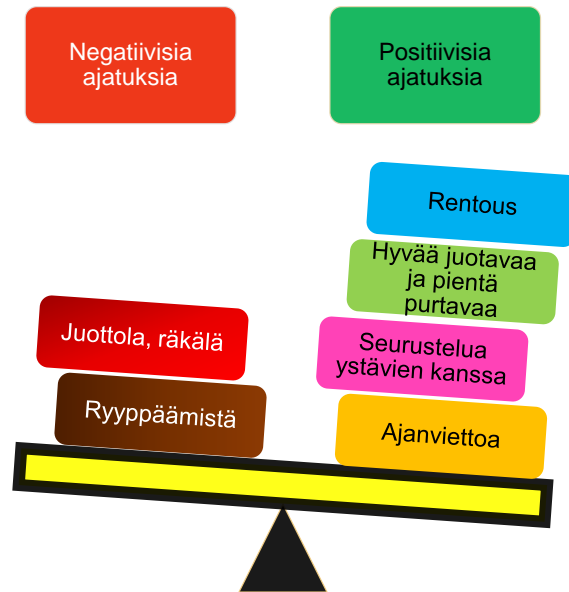 Negatiivisia
ajatuksia
Positiivisia
ajatuksia
Rentous
Hyvää juotavaa
ja pientä
purtavaa
Juottola, räkälä
Seurustelua
ystävien kanssa
Ryyppäämistä
Ajanviettoa